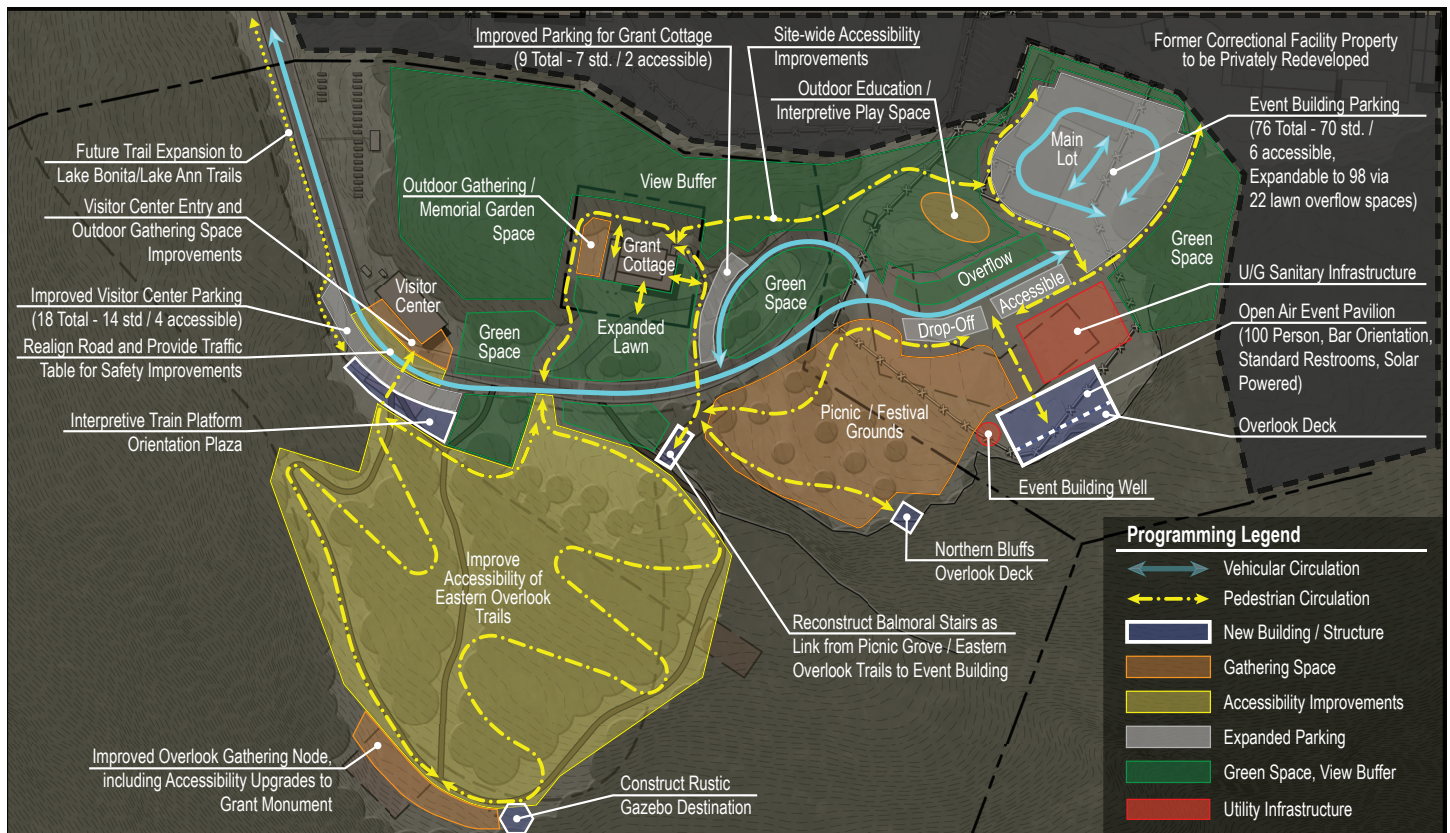 Improved Parking for Grant Cottage
(9 Total - 7 std. / 2 accessible)
Site-wide Accessibility
Improvements
Outdoor Education /
Interpretive Play Space
Former Correctional Facility Property
to be Privately Redeveloped
Event Building Parking
(76 Total - 70 std. /
6 accessible,
Expandable to 98 via
22 lawn overflow spaces)
Main
Lot
Future Trail Expansion to
Lake Bonita/Lake Ann Trails
Visitor Center Entry and
Outdoor Gathering Space
Improvements
Improved Visitor Center Parking
(18 Total - 14 std / 4 accessible)
Realign Road and Provide Traffic
Table for Safety Improvements
Interpretive Train Platform
Orientation Plaza
Outdoor Gathering /
Memorial Garden
Space
View Buffer
Grant
Cottage
Visitor
Center
Green
Space
Expanded
Lawn
Green
Space
Overflow
Accessible
Drop-Off
Green
Space
U/G Sanitary Infrastructure
Open Air Event Pavilion
(100 Person, Bar Orientation,
Standard Restrooms, Solar
Powered)
Overlook Deck
Picnic / Festival
Grounds
Event Building Well
Northern Bluffs
Overlook Deck
Improve
Accessibility of
Eastern Overlook
Trails
Reconstruct Balmoral Stairs as
Link from Picnic Grove / Eastern
Overlook Trails to Event Building
Improved Overlook Gathering Node,
including Accessibility Upgrades to
Grant Monument
Construct Rustic
Gazebo Destination
Programming Legend
Vehicular Circulation
Pedestrian Circulation
New Building / Structure
Gathering Space
Accessibility Improvements
Expanded Parking
Green Space, View Buffer
Utility Infrastructure